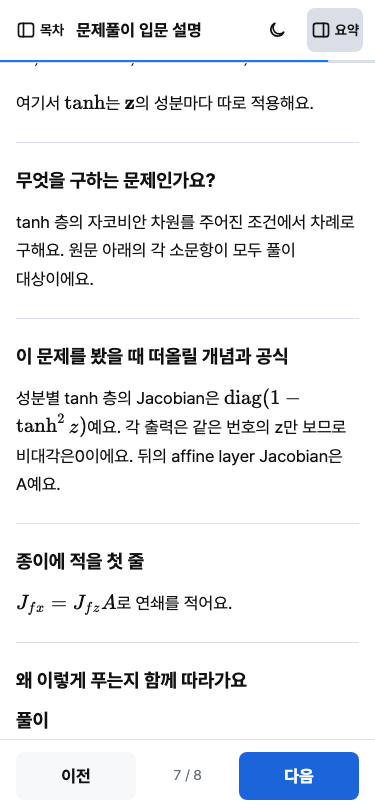 목차 문제풀이 입문 설명 요약
여기서 tanh는 z의 성분마다 따로 적용해요.
무엇을 구하는 문제인가요?
tanh 층의 자코비안 차원을 주어진 조건에서 차례로
구해요. 원문 아래의 각 소문항이 모두 풀이
대상이에요.
이 문제를 봤을 때 떠올릴 개념과 공식
성분별 tanh 층의 Jacobian은 diag(1 −
tanh² z)예요. 각 출력은 같은 번호의 z만 보므로
비대각은0이에요. 뒤의 affine layer Jacobian은
A예요.
종이에 적을 첫 줄
J_{fx} = J_{fz}A로 연쇄를 적어요.
왜 이렇게 푸는지 함께 따라가요
풀이
이전 7 / 8 다음